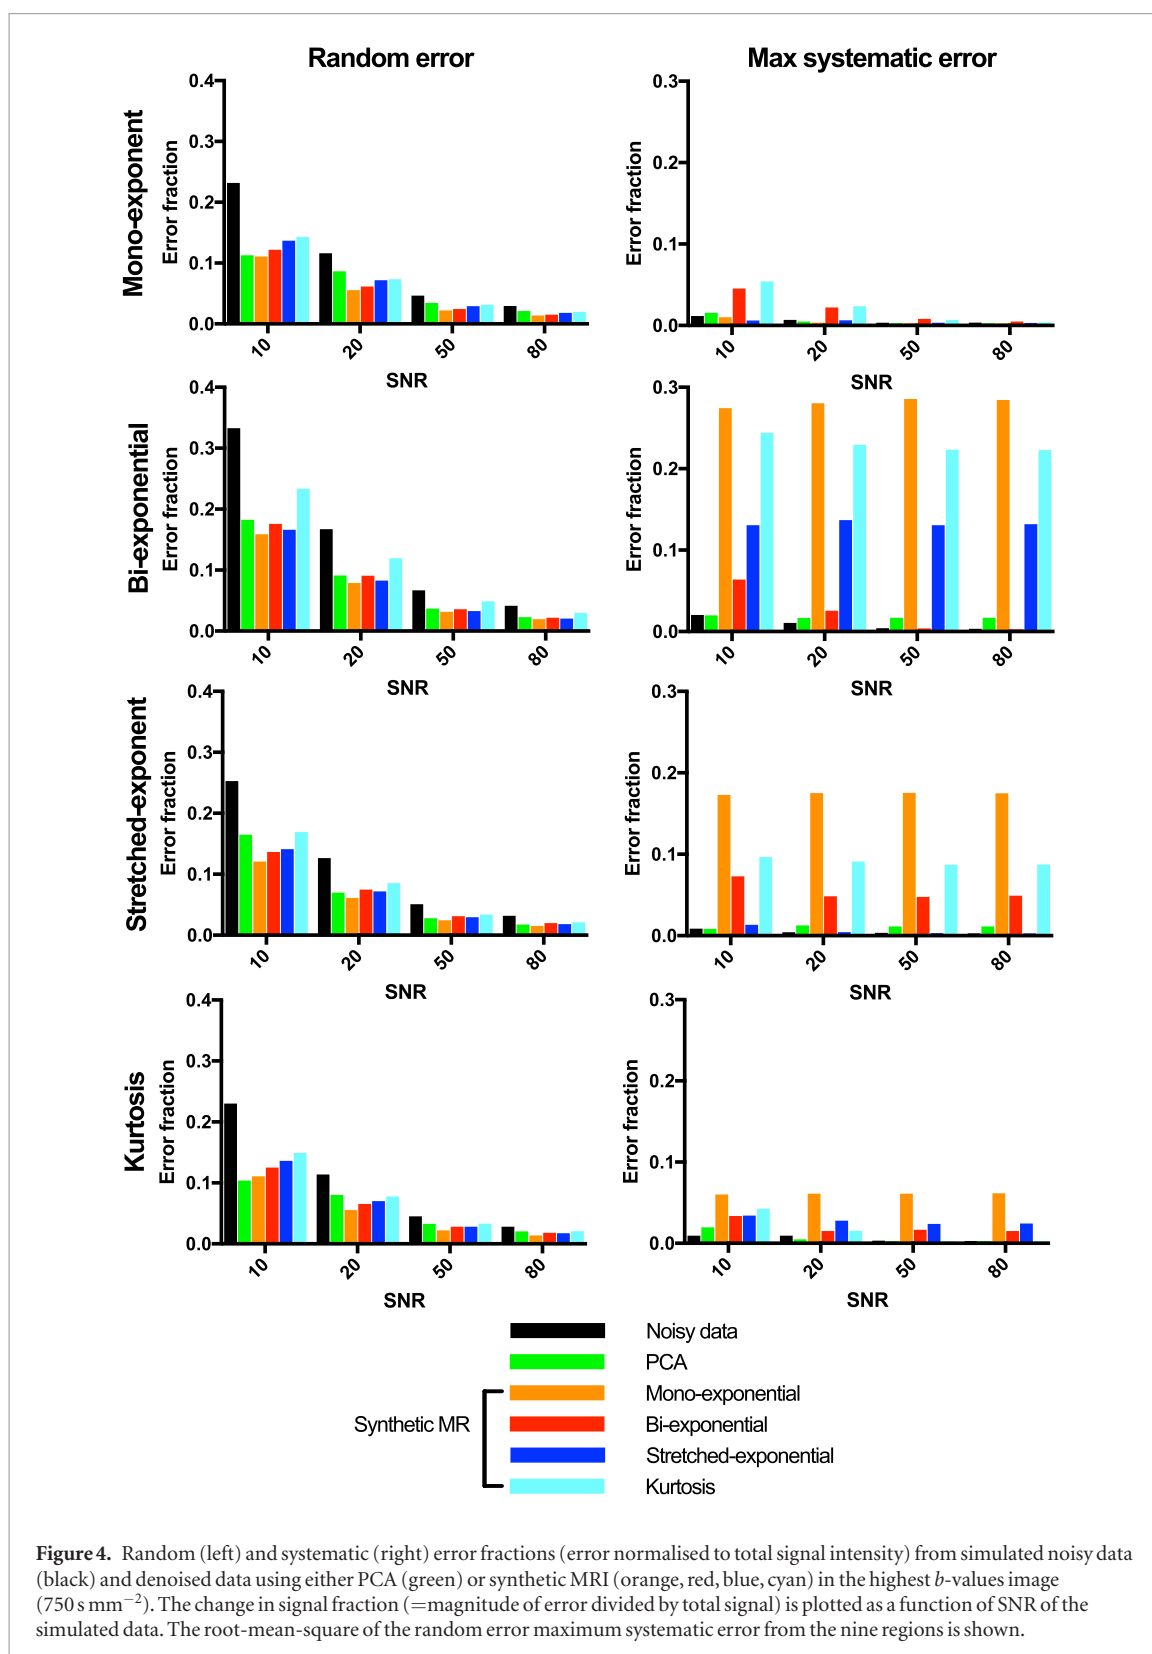 Random error
Max systematic error
Mono-exponent
Error fraction
0.4
0.3
0.2
0.1
0.0
10
20
50
80
SNR
Error fraction
0.3
0.2
0.1
0.0
10
20
50
80
SNR
Bi-exponential
Error fraction
0.4
0.3
0.2
0.1
0.0
10
20
50
80
SNR
Error fraction
0.3
0.2
0.1
0.0
10
20
50
80
SNR
Stretched-exponent
Error fraction
0.4
0.3
0.2
0.1
0.0
10
20
50
80
SNR
Error fraction
0.3
0.2
0.1
0.0
10
20
50
80
SNR
Kurtosis
Error fraction
0.4
0.3
0.2
0.1
0.0
10
20
50
80
SNR
Error fraction
0.3
0.2
0.1
0.0
10
20
50
80
SNR
Noisy data
PCA
Synthetic MR
Mono-exponential
Bi-exponential
Stretched-exponential
Kurtosis
Figure 4. Random (left) and systematic (right) error fractions (error normalised to total signal intensity) from simulated noisy data
(black) and denoised data using either PCA (green) or synthetic MRI (orange, red, blue, cyan) in the highest b-values image
(750 s mm⁻²). The change in signal fraction (=magnitude of error divided by total signal) is plotted as a function of SNR of the
simulated data. The root-mean-square of the random error maximum systematic error from the nine regions is shown.